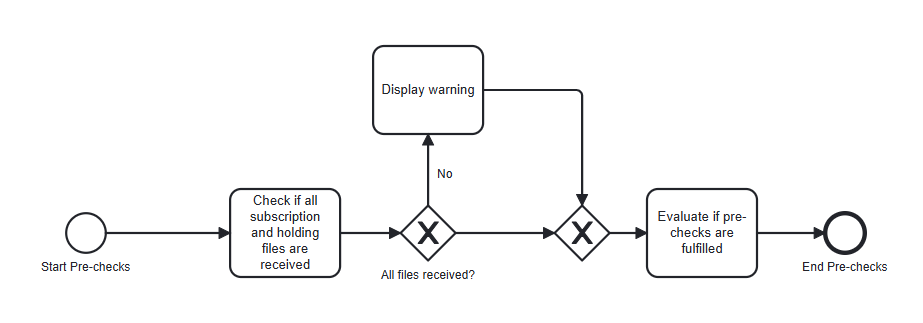 Display warning
No
Check if all
subscription
and holding
files are
received
Evaluate if pre-
checks are
fulfilled
Start Pre-checks
All files received?
End Pre-checks